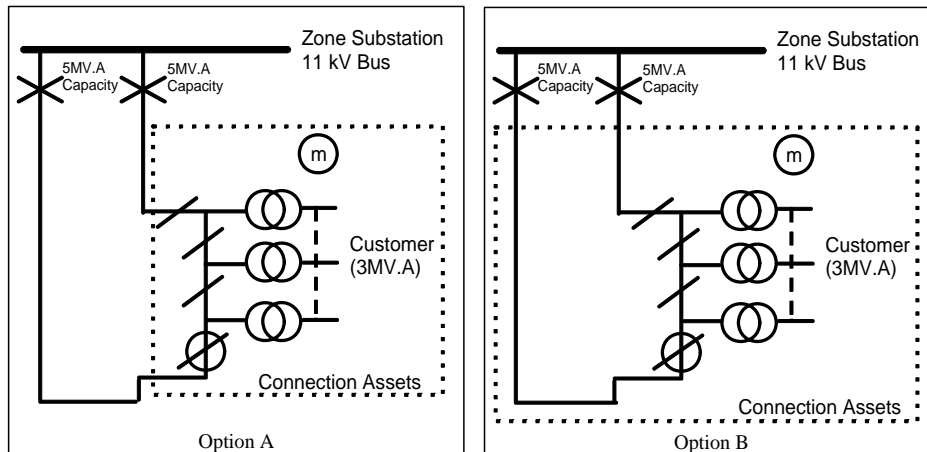 Zone Substation
11 kV Bus
5MV.A
Capacity
5MV.A
Capacity
m
Customer
(3MV.A)
Connection Assets
Option A
Zone Substation
11 kV Bus
5MV.A
Capacity
5MV.A
Capacity
m
Customer
(3MV.A)
Connection Assets
Option B